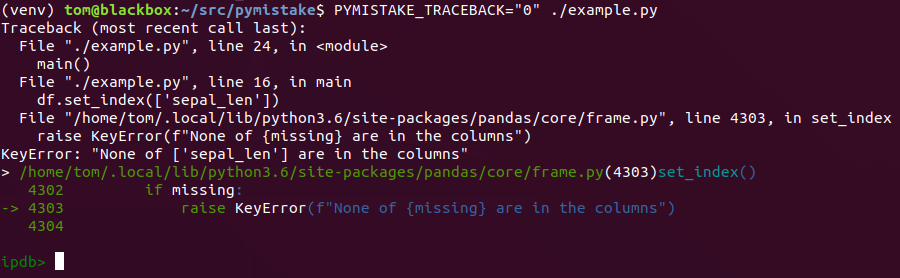 (venv) tom@blackbox:~/src/pymistake$ PYMISTAKE_TRACEBACK="0" ./example.py
Traceback (most recent call last):
  File "./example.py", line 24, in <module>
    main()
  File "./example.py", line 16, in main
    df.set_index(['sepal_len'])
  File "/home/tom/.local/lib/python3.6/site-packages/pandas/core/frame.py", line 4303, in set_index
    raise KeyError(f"None of {missing} are in the columns")
KeyError: "None of ['sepal_len'] are in the columns"
> /home/tom/.local/lib/python3.6/site-packages/pandas/core/frame.py(4303)set_index()
   4302         if missing:
-> 4303             raise KeyError(f"None of {missing} are in the columns")
   4304
ipdb>